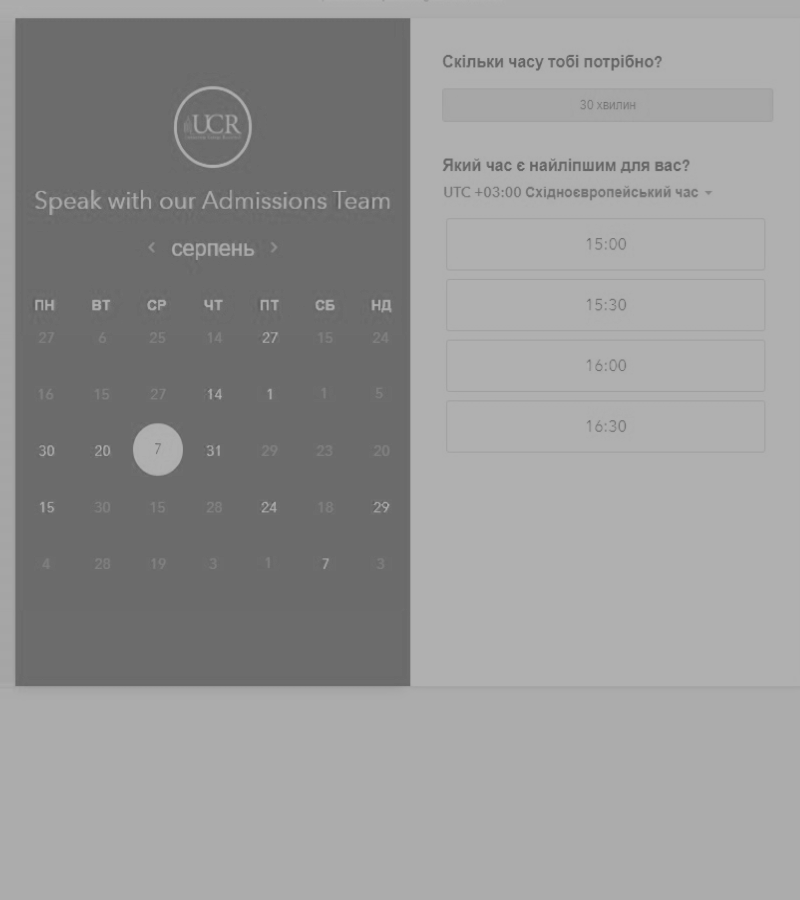 UCR
Speak with our Admissions Team
серпень
ПН ВТ СР ЧТ ПТ СБ НД
27 6 25 14 27 15 24
16 15 27 14 1 1 5
30 20 7 31 29 23 20
15 30 15 28 24 18 29
4 28 19 3 1 7 3
Скільки часу тобі потрібно?
30 хвилин
Який час є найліпшим для вас?
UTC +03:00 Східноєвропейський час
15:00
15:30
16:00
16:30